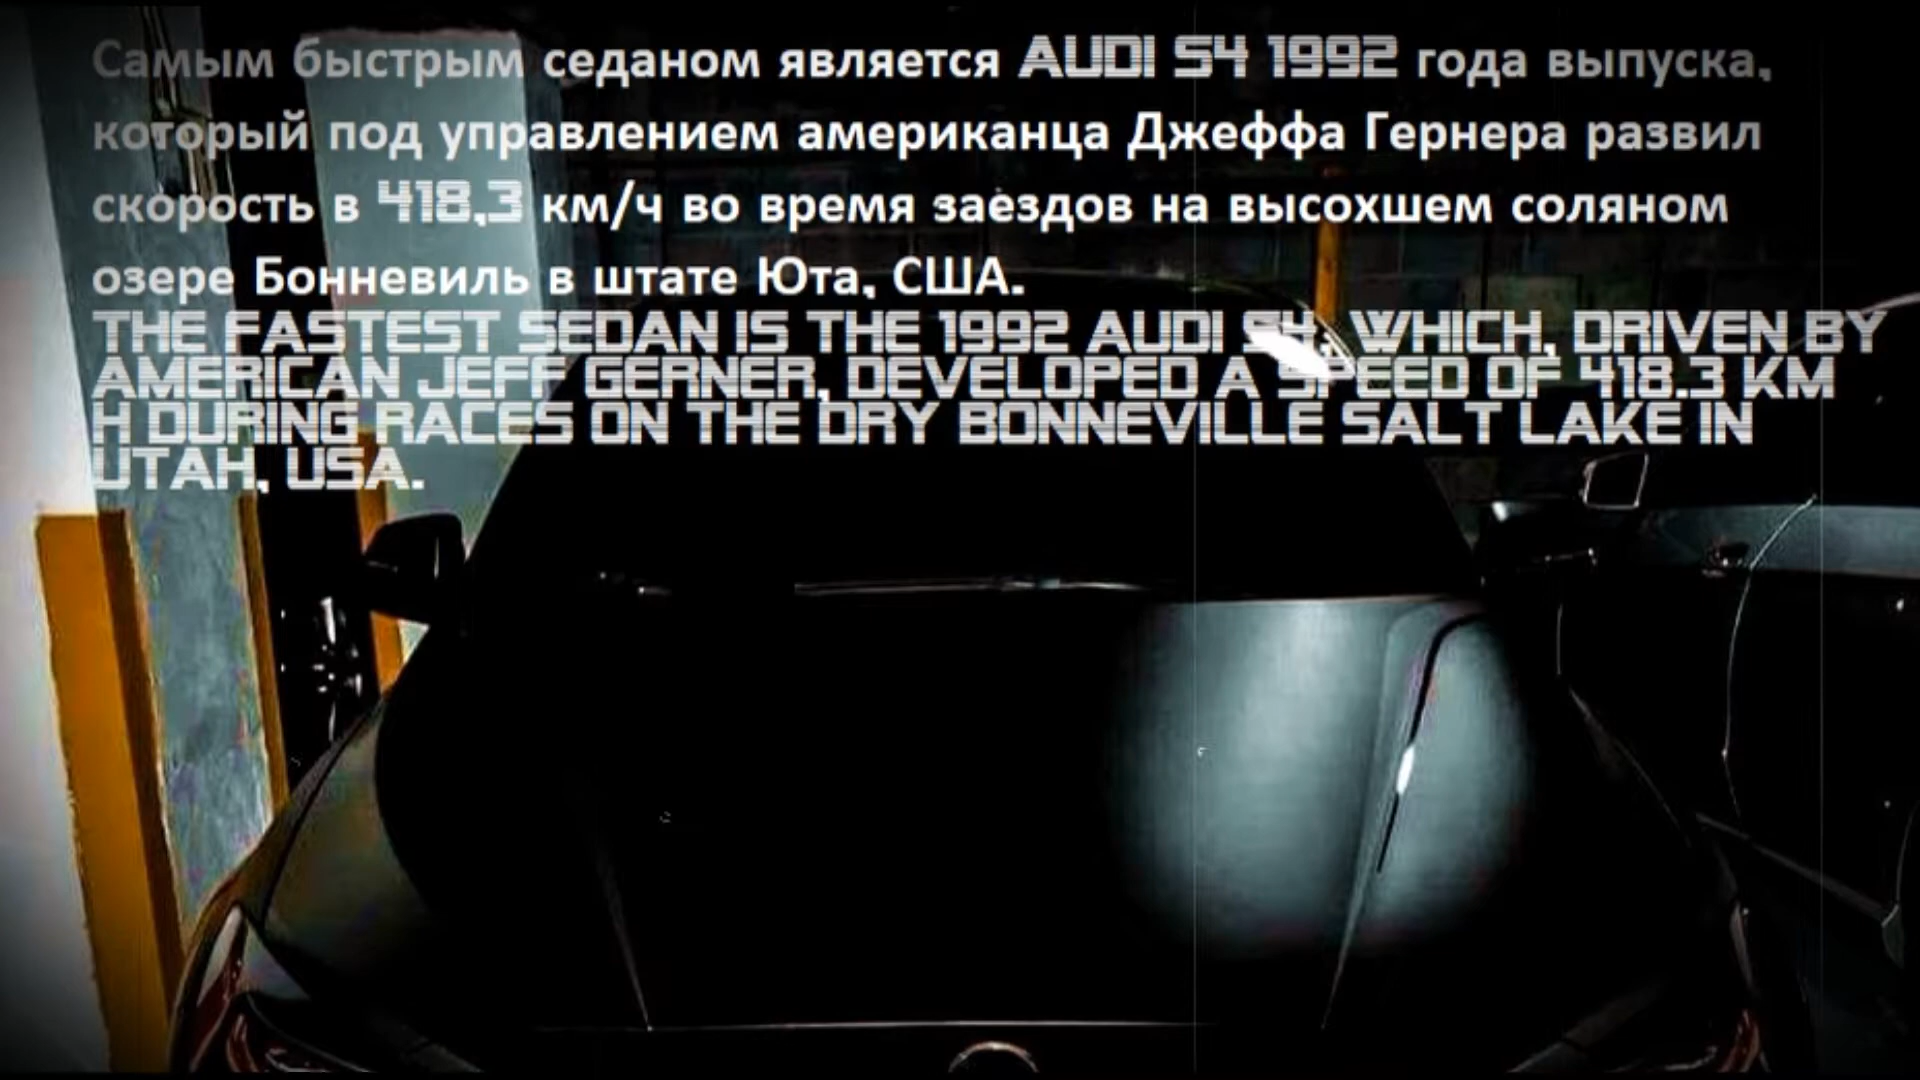 Самым быстрым седаном является AUDI S4 1992 года выпуска,
который под управлением американца Джеффа Гернера развил
скорость в 418,3 км/ч во время заездов на высохшем соляном
озере Бонневиль в штате Юта, США.
THE FASTEST SEDAN IS THE 1992 AUDI S4, WHICH, DRIVEN BY
AMERICAN JEFF GERNER, DEVELOPED A SPEED OF 418.3 KM
H DURING RACES ON THE DRY BONNEVILLE SALT LAKE IN
UTAH, USA.